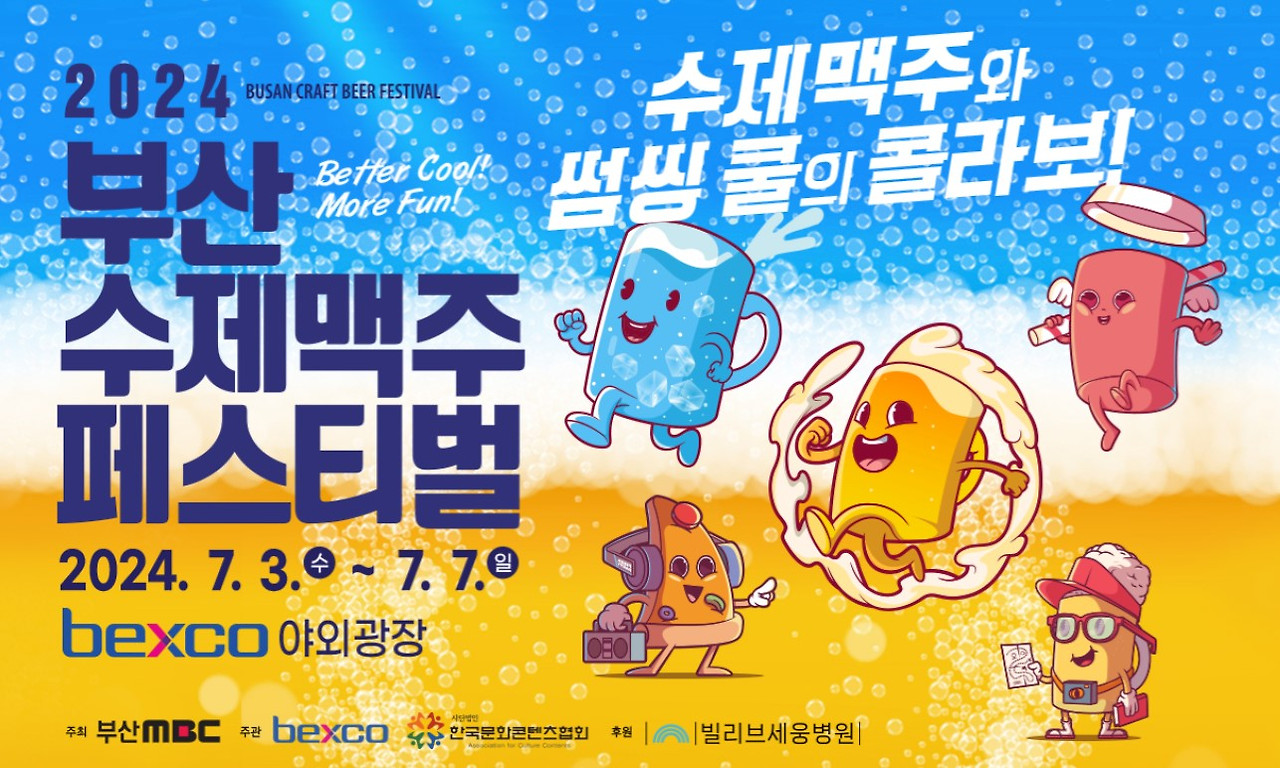 2024 BUSAN CRAFT BEER FESTIVAL
부산
Better Cool!
More Fun!
수제맥주
페스티벌
2024. 7. 3. 수 ~ 7. 7. 일
bexco 야외광장
수제맥주와
썸씽 쿨의 콜라보!
주최 부산MBC 주관 bexco 사단법인 한국문화콘텐츠협회 Association for Culture Contents 후원 빌리브세웅병원